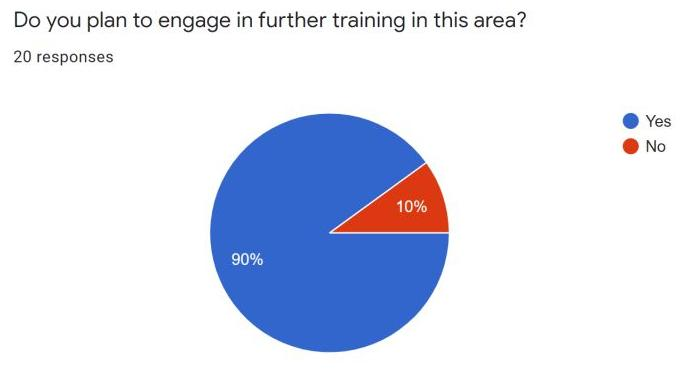 Do you plan to engage in further training in this area?
20 responses
Yes
No
10%
90%